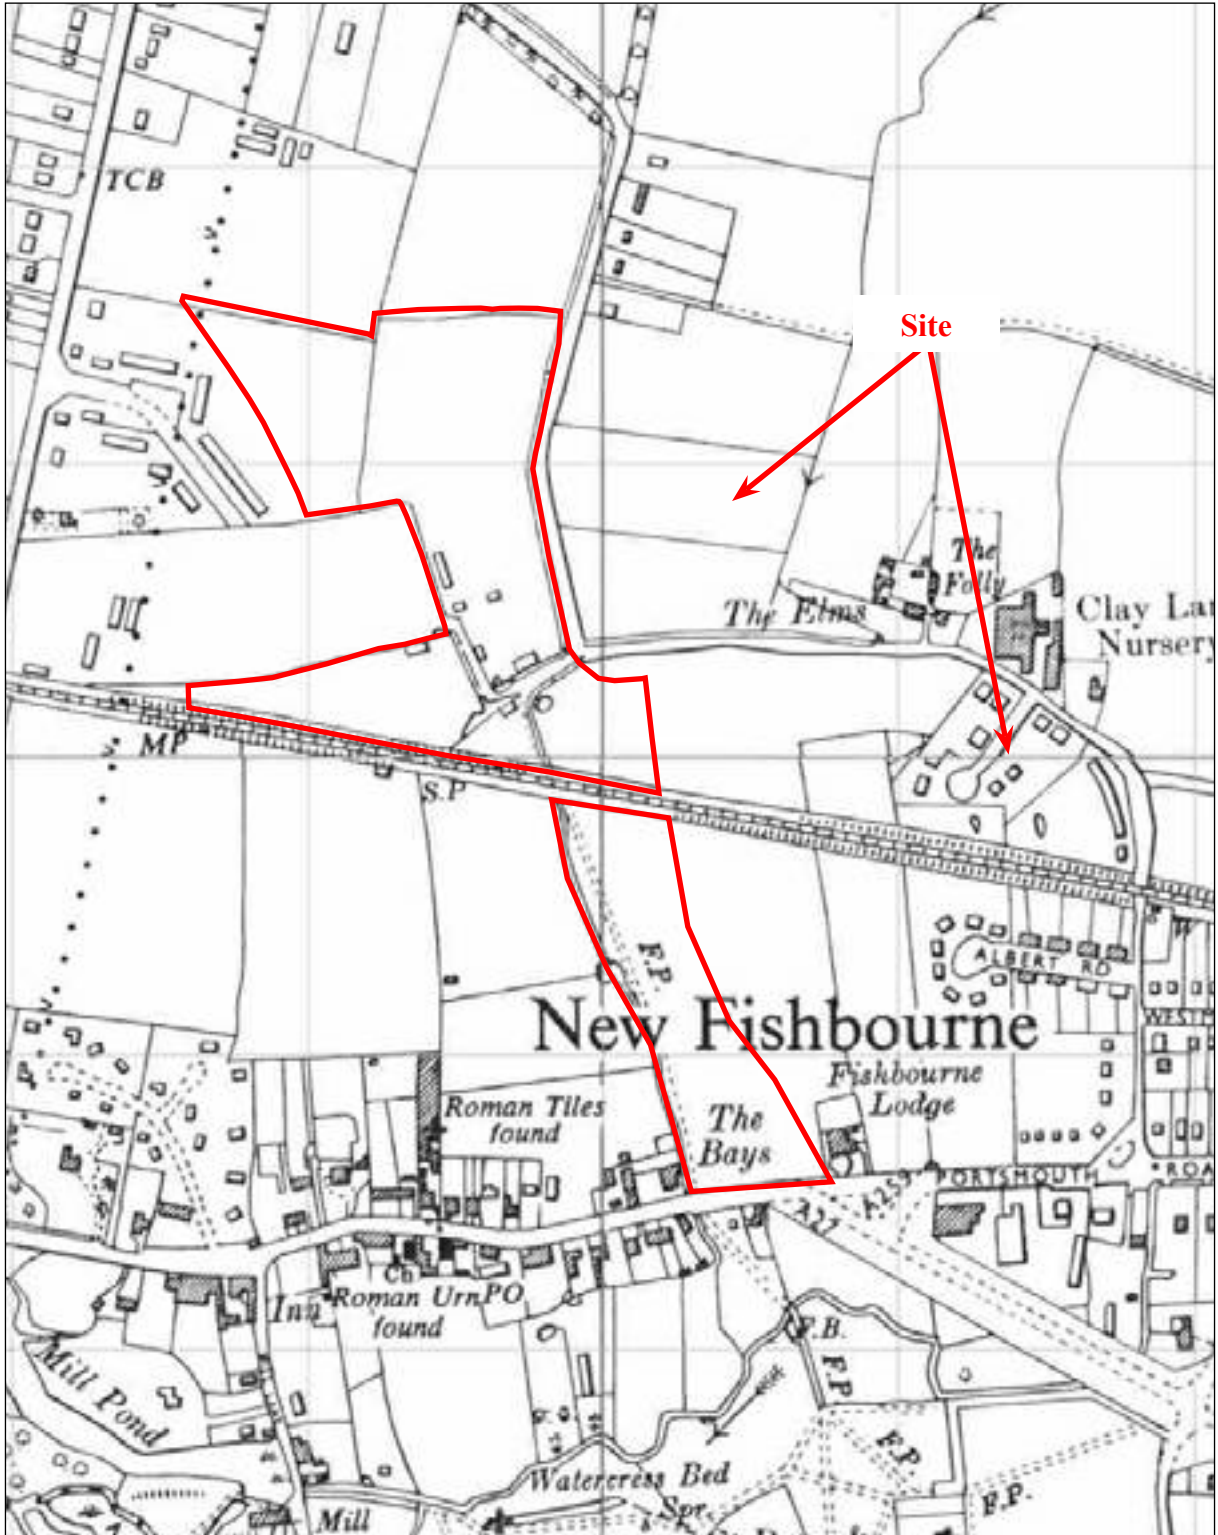 TCB
Site
The
Folly
The Elms
Clay La
Nursery
MP
S.P
F.P.
ALBERT RD
W
WEST
New Fishbourne
Fishbourne
Lodge
Roman Tiles
found
The
Bays
PORTSMOUTH
ROA
A259
A27
Ch
Inn
Roman Urn
found
PO
F.B.
F.P
Mill Pond
F.P.
Watercress Bed
Spr
F.P.
Mill